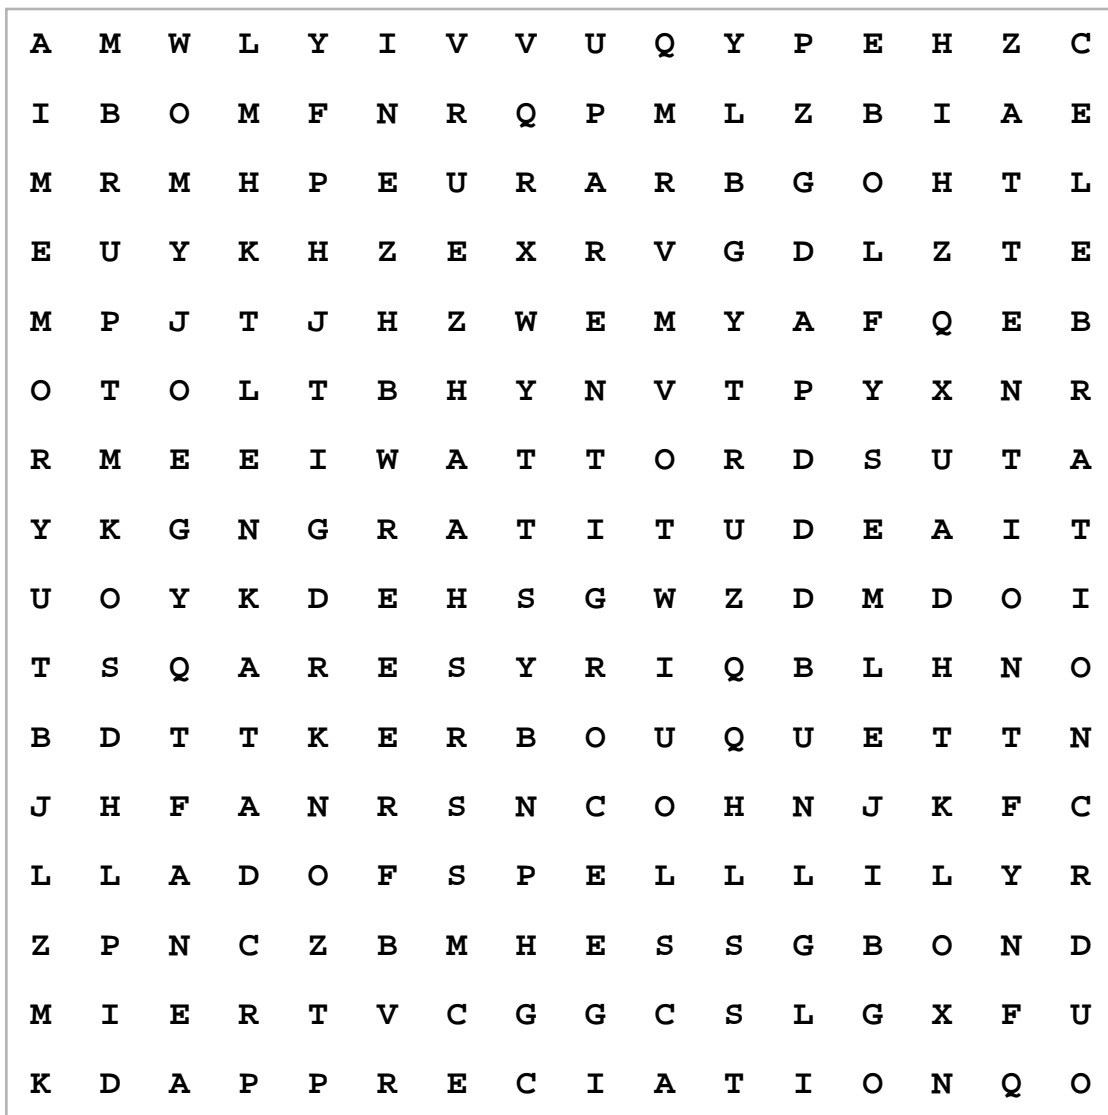 A M W L Y I V V U Q Y P E H Z C
I B O M F N R Q P M L Z B I A E
M R M H P E U R A R B G O H T L
E U Y K H Z E X R V G D L Z T E
M P J T J H Z W E M Y A F Q E B
O T O L T B H Y N V T P Y X N R
R M E E I W A T T O R D S U T A
Y K G N G R A T I T U D E A I T
U O Y K D E H S G W Z D M D O I
T S Q A R E S Y R I Q B L H N O
B D T T K E R B O U Q U E T T N
J H F A N R S N C O H N J K F C
L L A D O F S P E L L L I L Y R
Z P N C Z B M H E S S G B O N D
M I E R T V C G G C S L G X F U
K D A P P R E C I A T I O N Q O